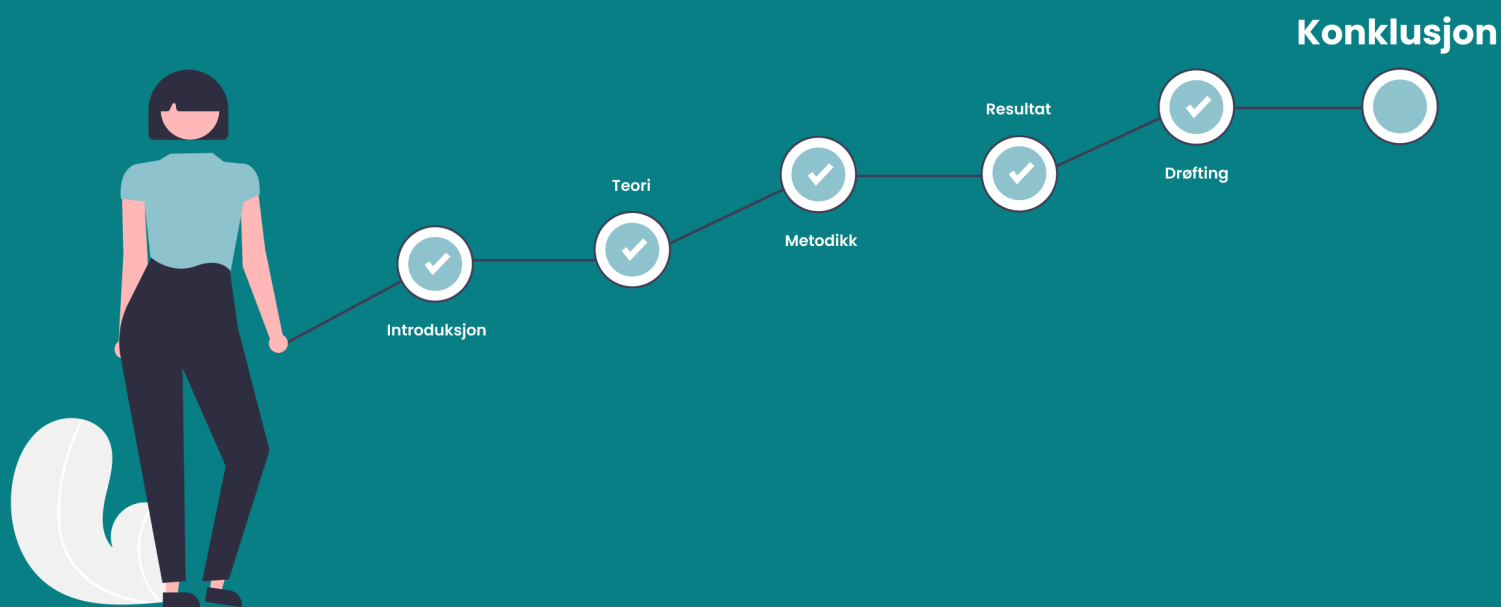 Konklusjon
Introduksjon
Teori
Metodikk
Resultat
Drøfting